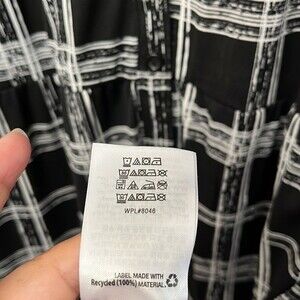 WPL#8046
LABEL MADE WITH
Recycled (100%) MATERIAL.